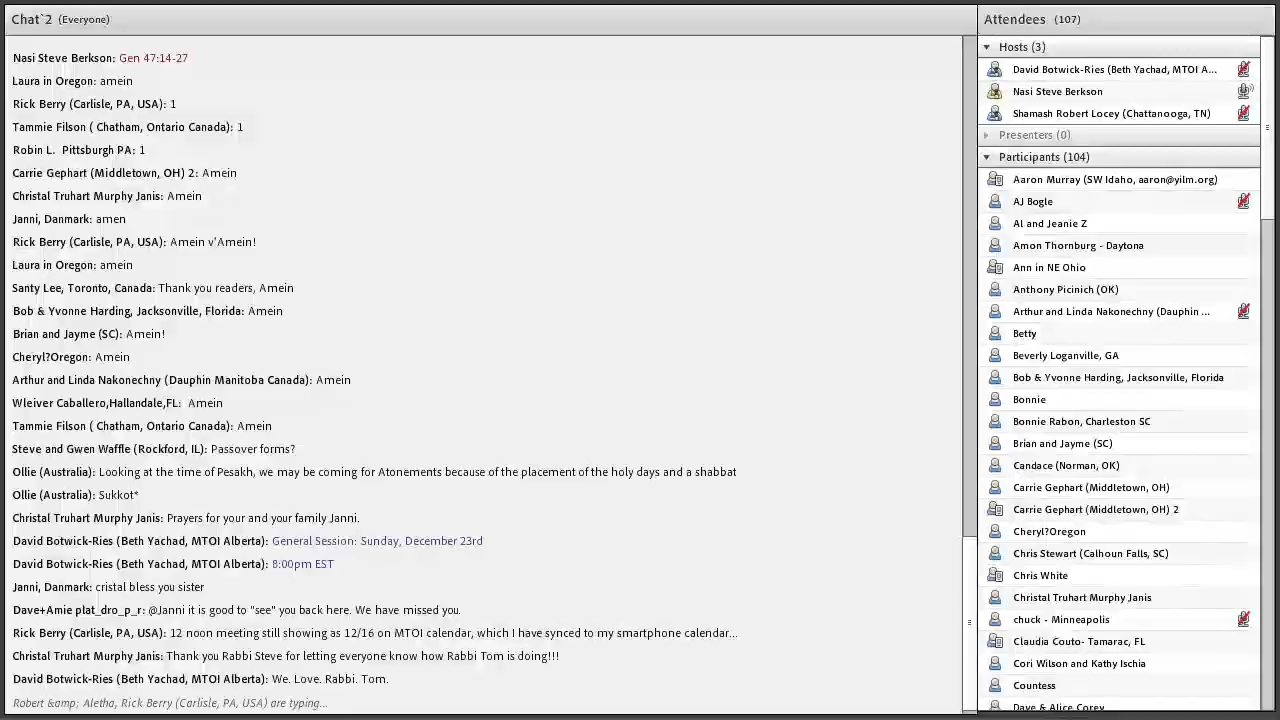 Chat`2 (Everyone)
Nasi Steve Berkson: Gen 47:14-27
Laura in Oregon: amein
Rick Berry (Carlisle, PA, USA): 1
Tammie Filson ( Chatham, Ontario Canada): 1
Robin L. Pittsburgh PA: 1
Carrie Gephart (Middletown, OH) 2: Amein
Christal Truhart Murphy Janis: Amein
Janni, Danmark: amen
Rick Berry (Carlisle, PA, USA): Amein v'Amein!
Laura in Oregon: amein
Santy Lee, Toronto, Canada: Thank you readers, Amein
Bob & Yvonne Harding, Jacksonville, Florida: Amein
Brian and Jayme (SC): Amein!
Cheryl?Oregon: Amein
Arthur and Linda Nakonechny (Dauphin Manitoba Canada): Amein
Wleiver Caballero,Hallandale,FL: Amein
Tammie Filson ( Chatham, Ontario Canada): Amein
Steve and Gwen Waffle (Rockford, IL): Passover forms?
Ollie (Australia): Looking at the time of Pesakh, we may be coming for Atonements because of the placement of the holy days and a shabbat
Ollie (Australia): Sukkot*
Christal Truhart Murphy Janis: Prayers for your and your family Janni.
David Botwick-Ries (Beth Yachad, MTOI Alberta): General Session: Sunday, December 23rd
David Botwick-Ries (Beth Yachad, MTOI Alberta): 8:00pm EST
Janni, Danmark: cristal bless you sister
Dave+Amie plat_dro_p_r: @Janni it is good to "see" you back here. We have missed you.
Rick Berry (Carlisle, PA, USA): 12 noon meeting still showing as 12/16 on MTOI calendar, which I have synced to my smartphone calendar...
Christal Truhart Murphy Janis: Thank you Rabbi Steve for letting everyone know how Rabbi Tom is doing!!!
David Botwick-Ries (Beth Yachad, MTOI Alberta): We. Love. Rabbi. Tom.
Robert &amp; Aletha, Rick Berry (Carlisle, PA, USA) are typing...
Attendees (107)
Hosts (3)
David Botwick-Ries (Beth Yachad, MTOI A...
Nasi Steve Berkson
Shamash Robert Locey (Chattanooga, TN)
Presenters (0)
Participants (104)
Aaron Murray (SW Idaho, aaron@yilm.org)
AJ Bogle
Al and Jeanie Z
Amon Thornburg - Daytona
Ann in NE Ohio
Anthony Picinich (OK)
Arthur and Linda Nakonechny (Dauphin ...
Betty
Beverly Loganville, GA
Bob & Yvonne Harding, Jacksonville, Florida
Bonnie
Bonnie Rabon, Charleston SC
Brian and Jayme (SC)
Candace (Norman, OK)
Carrie Gephart (Middletown, OH)
Carrie Gephart (Middletown, OH) 2
Cheryl?Oregon
Chris Stewart (Calhoun Falls, SC)
Chris White
Christal Truhart Murphy Janis
chuck - Minneapolis
Claudia Couto- Tamarac, FL
Cori Wilson and Kathy Ischia
Countess
Dave & Alice Corey